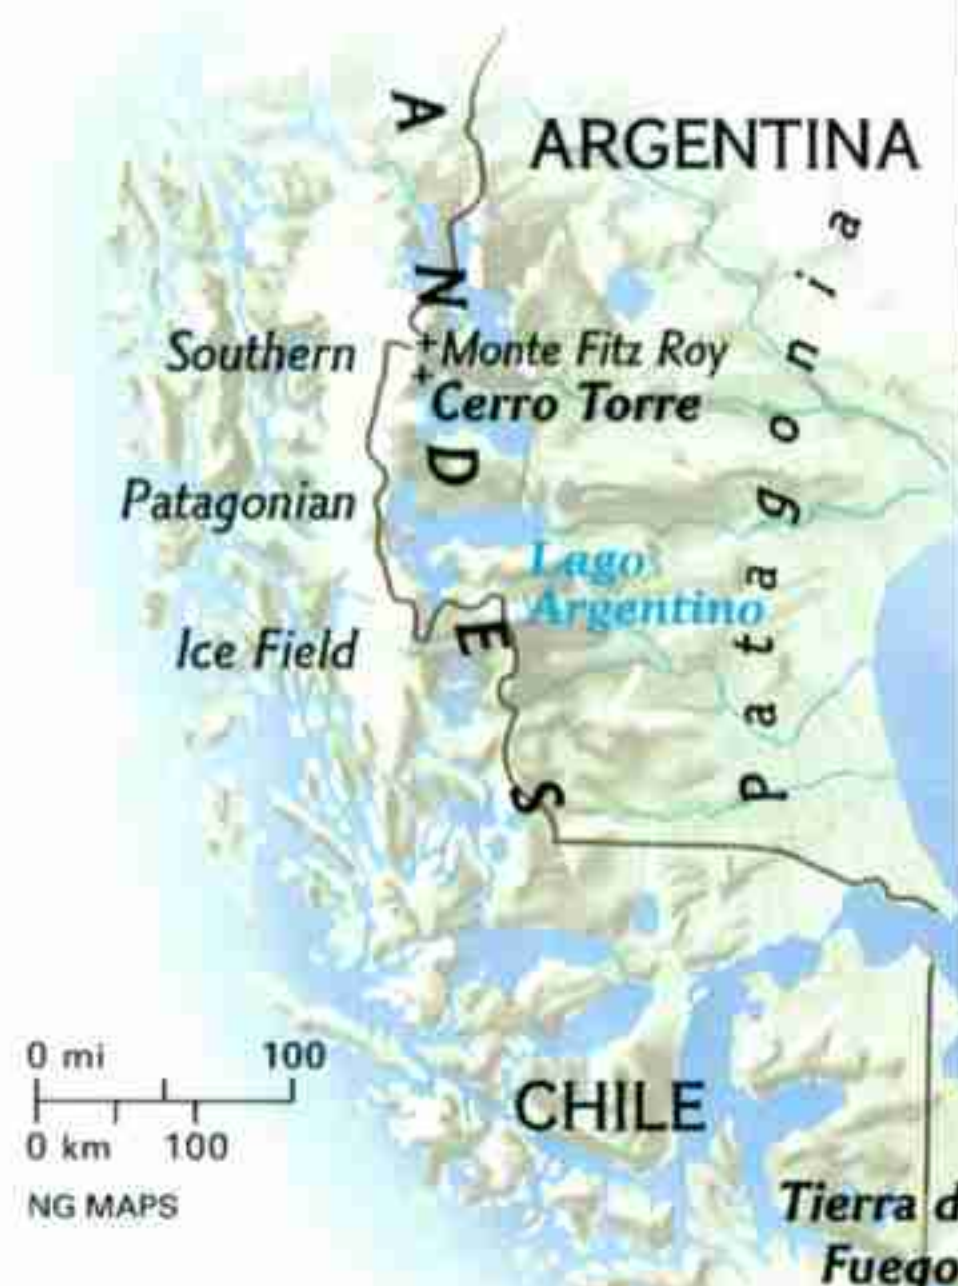 ANDES
ARGENTINA
Patagonia
Southern
+Monte Fitz Roy
+
Cerro Torre
Patagonian
Lago
Argentino
Ice Field
0 mi 100
0 km 100
CHILE
NG MAPS
Tierra d
Fuego